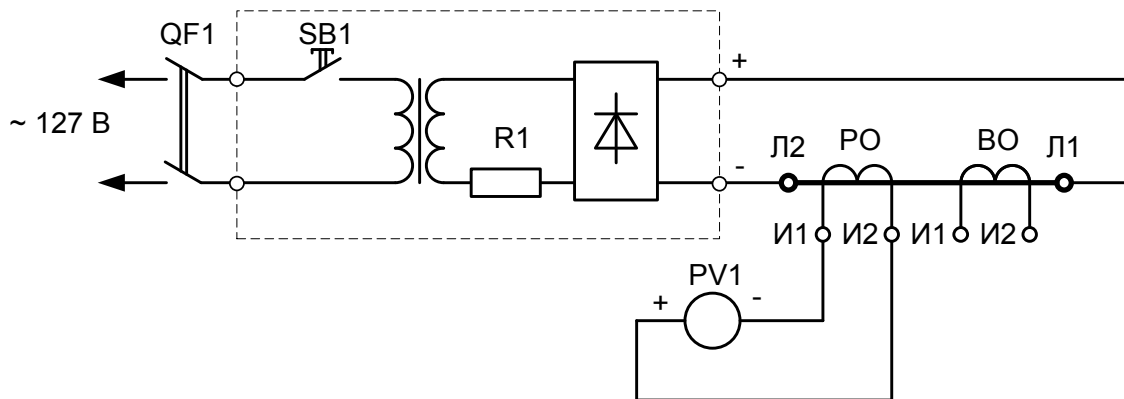 QF1
SB1
~ 127 В
R1
+
-
Л2
РО
ВО
Л1
И1
И2
И1
И2
PV1
+
-